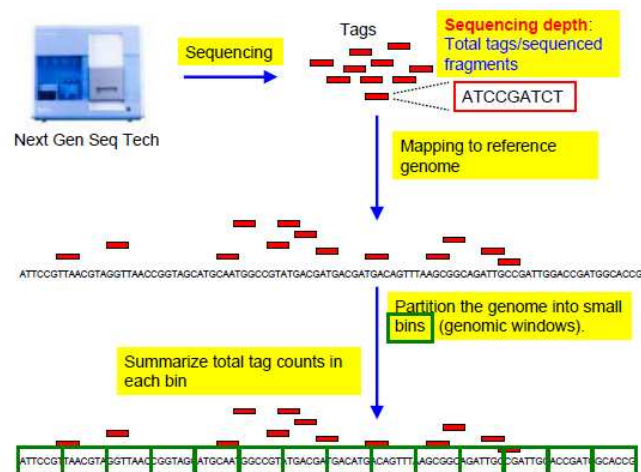 Tags
Sequencing
Sequencing depth:
Total tags/sequenced
fragments
ATCCGATCT
Next Gen Seq Tech
Mapping to reference
genome
ATTCCGTTAACGTAGGTTAACCGGTAGCATGCAATGGCCGTATGACGATGACGATGACAGTTTAAGCGGCAGATTGCCGATTGGACCGATGGCACCG
Partition the genome into small
bins (genomic windows).
Summarize total tag counts in
each bin